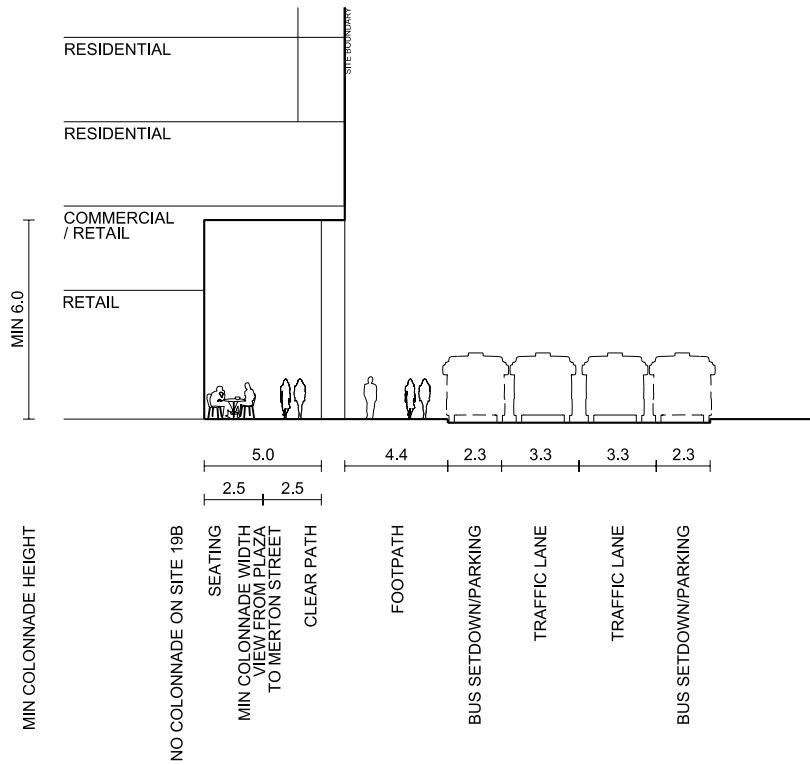 SITE BOUNDARY
RESIDENTIAL
RESIDENTIAL
COMMERCIAL
/ RETAIL
RETAIL
MIN 6.0
5.0
4.4
2.3
3.3
3.3
2.3
2.5
2.5
MIN COLONNADE HEIGHT
NO COLONNADE ON SITE 19B
SEATING
MIN COLONNADE WIDTH
VIEW FROM PLAZA
TO MERTON STREET
CLEAR PATH
FOOTPATH
BUS SETDOWN/PARKING
TRAFFIC LANE
TRAFFIC LANE
BUS SETDOWN/PARKING